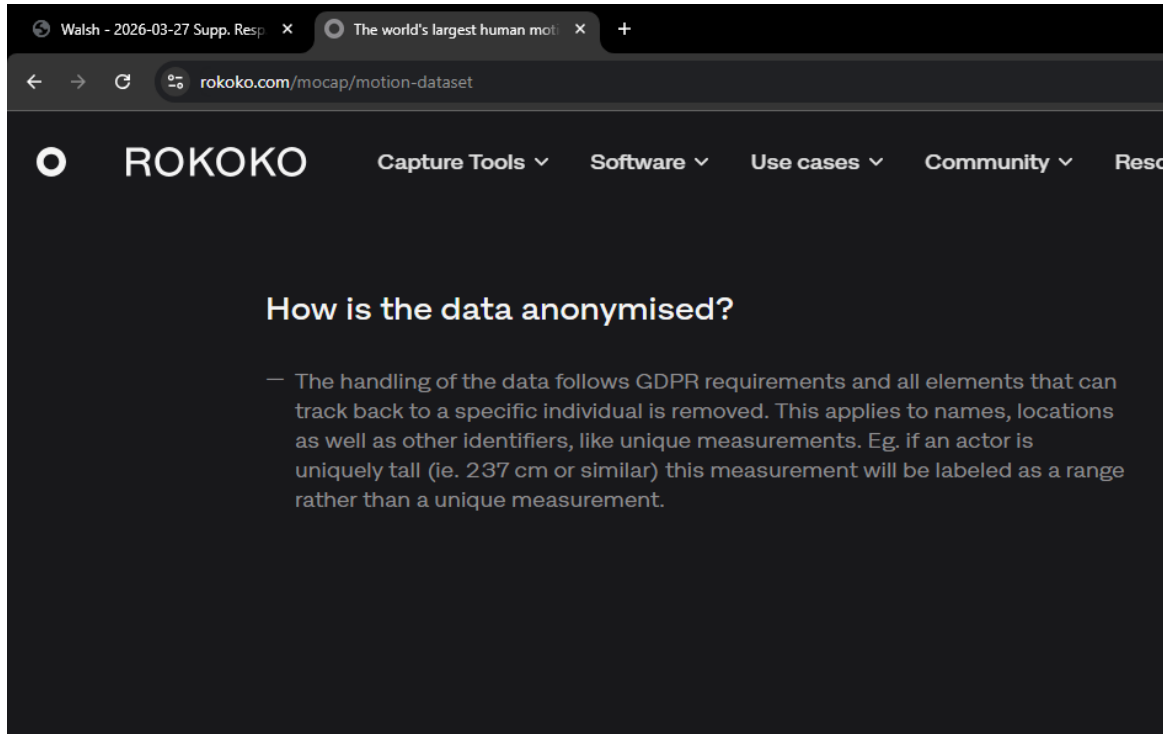 Walsh - 2026-03-27 Supp. Resp
The world's largest human moti
rokoko.com/mocap/motion-dataset
ROKOKO
Capture Tools
Software
Use cases
Community
Reso
How is the data anonymised?
— The handling of the data follows GDPR requirements and all elements that can
track back to a specific individual is removed. This applies to names, locations
as well as other identifiers, like unique measurements. Eg. if an actor is
uniquely tall (ie. 237 cm or similar) this measurement will be labeled as a range
rather than a unique measurement.